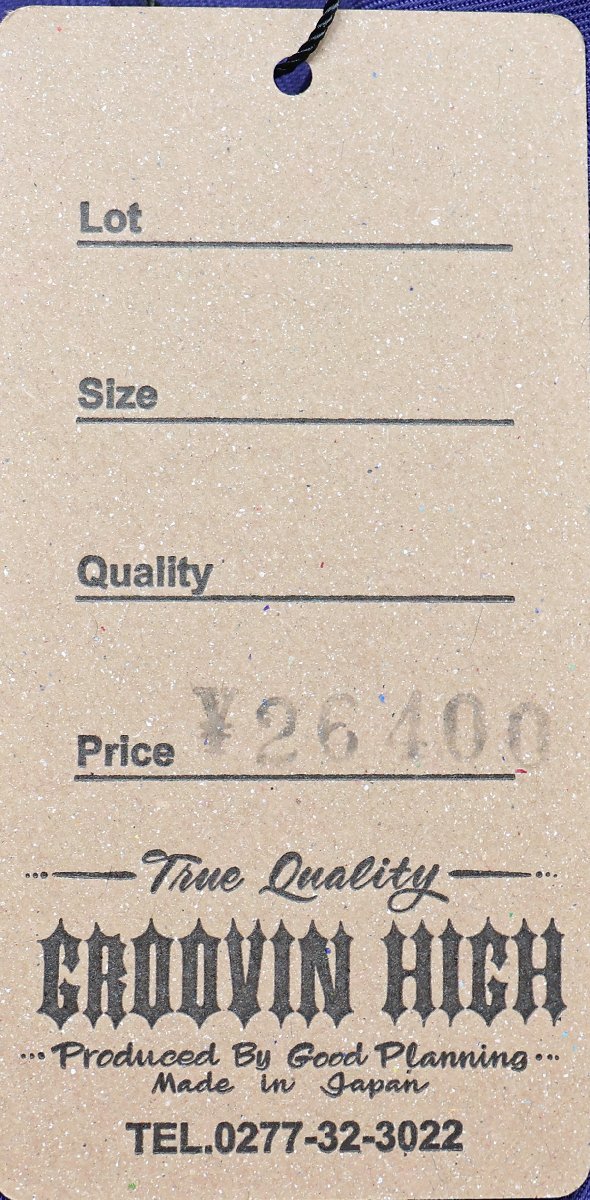 Lot
Size
Quality
Price ¥26400
True Quality
GROOVIN HIGH
Produced By Good Planning
Made in Japan
TEL.0277-32-3022